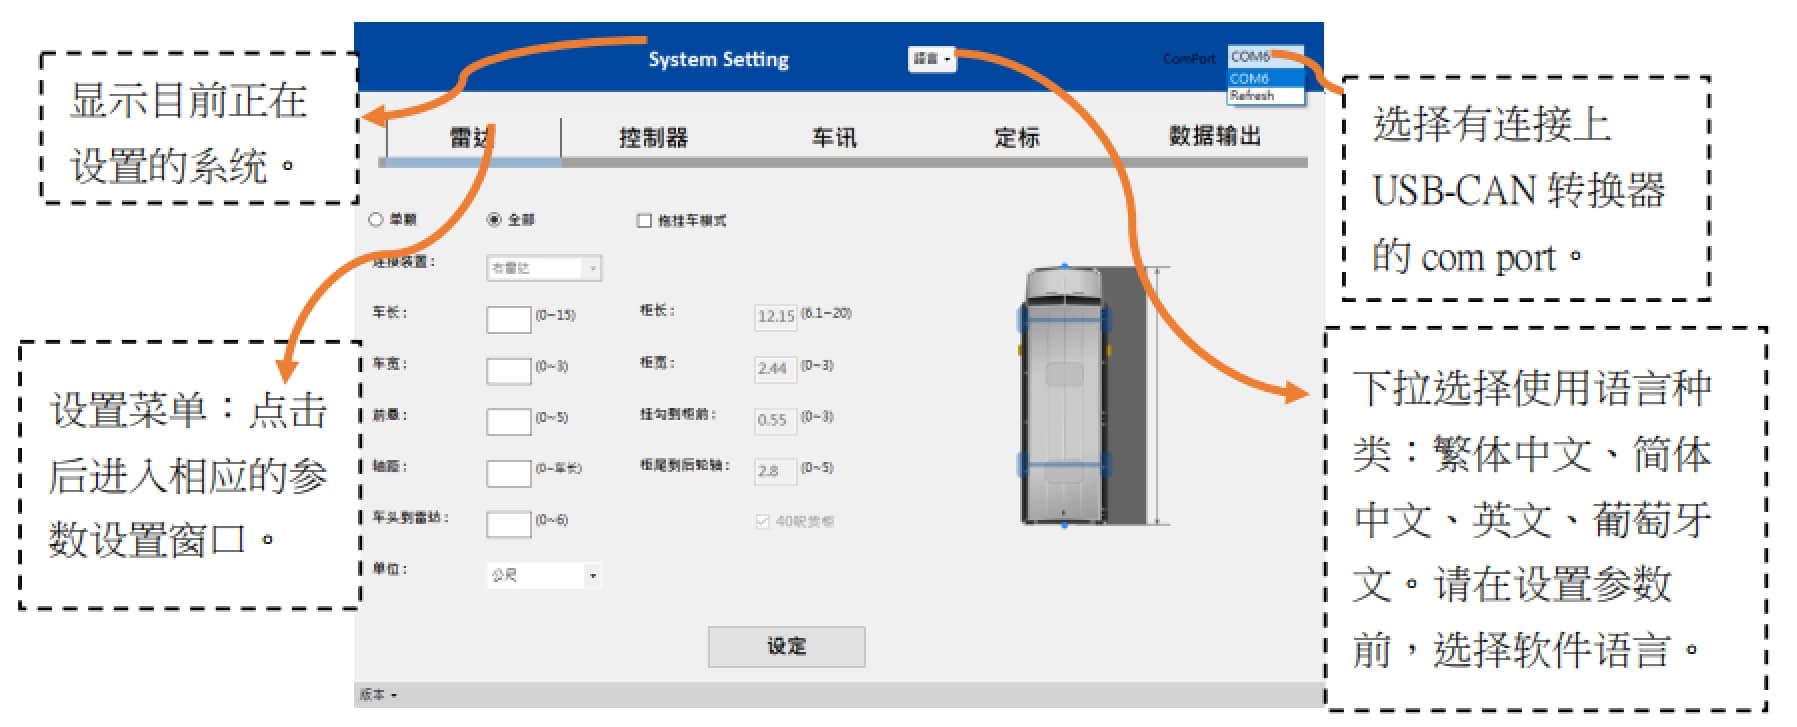 显示目前正在
设置的系统。
设置菜单：点击
后进入相应的参
数设置窗口。
System Setting
語言
ComPort
COM6
COM6
Refresh
雷达
控制器
车讯
定标
数据输出
单颗
全部
拖挂车模式
连接装置：
右雷达
车长：
(0~15)
柜长：
12.15
(6.1~20)
车宽：
(0~3)
柜宽：
2.44
(0~3)
前悬：
(0~5)
挂勾到柜前：
0.55
(0~3)
轴距：
(0~车长)
柜尾到后轮轴：
2.8
(0~5)
车头到雷达：
(0~6)
40呎货柜
单位：
公尺
设定
版本
选择有连接上
USB-CAN 转换器
的 com port。
下拉选择使用语言种
类：繁体中文、简体
中文、英文、葡萄牙
文。请在设置参数
前，选择软件语言。